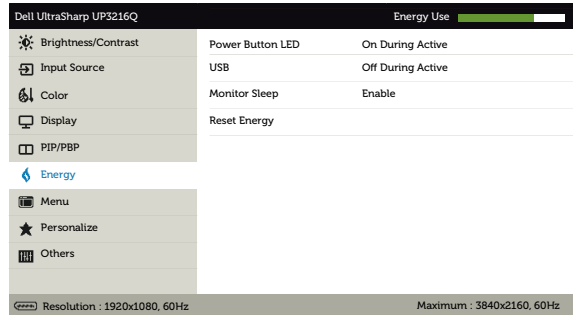 Dell UltraSharp UP3216Q Energy Use
Brightness/Contrast Power Button LED On During Active
Input Source USB Off During Active
Color Monitor Sleep Enable
Display Reset Energy
PIP/PBP
Energy
Menu
Personalize
Others
Resolution : 1920x1080, 60Hz Maximum : 3840x2160, 60Hz